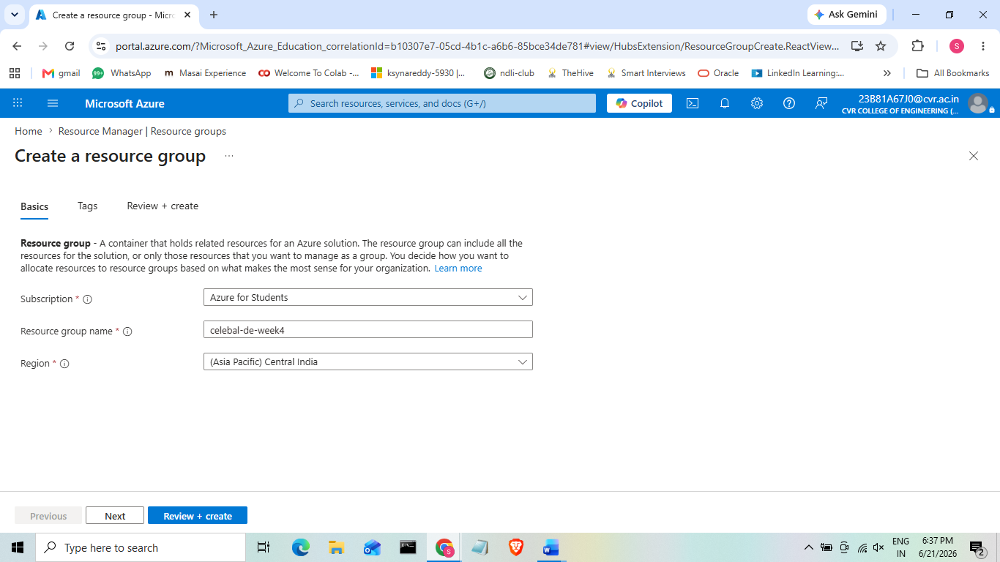 Create a resource group - Micro
Ask Gemini
portal.azure.com/?Microsoft_Azure_Education_correlationId=b10307e7-05cd-4b1c-a6b6-85bce34de781#view/HubsExtension/ResourceGroupCreate.ReactView...
S
gmail
99+
WhatsApp
m
Masai Experience
CO
Welcome To Colab -...
ksynareddy-5930 |...
ndli-club
TheHive
Smart Interviews
Oracle
LinkedIn Learning:...
»
All Bookmarks
Microsoft Azure
Search resources, services, and docs (G+/)
Copilot
23B81A67J0@cvr.ac.in
CVR COLLEGE OF ENGINEERING (...
Home > Resource Manager | Resource groups
Create a resource group ...
Basics
Tags
Review + create
Resource group - A container that holds related resources for an Azure solution. The resource group can include all the
resources for the solution, or only those resources that you want to manage as a group. You decide how you want to
allocate resources to resource groups based on what makes the most sense for your organization. Learn more
Subscription *
Azure for Students
Resource group name *
celebal-de-week4
Region *
(Asia Pacific) Central India
Previous
Next
Review + create
Type here to search
S
W
ENG
IN
6:37 PM
6/21/2026
2